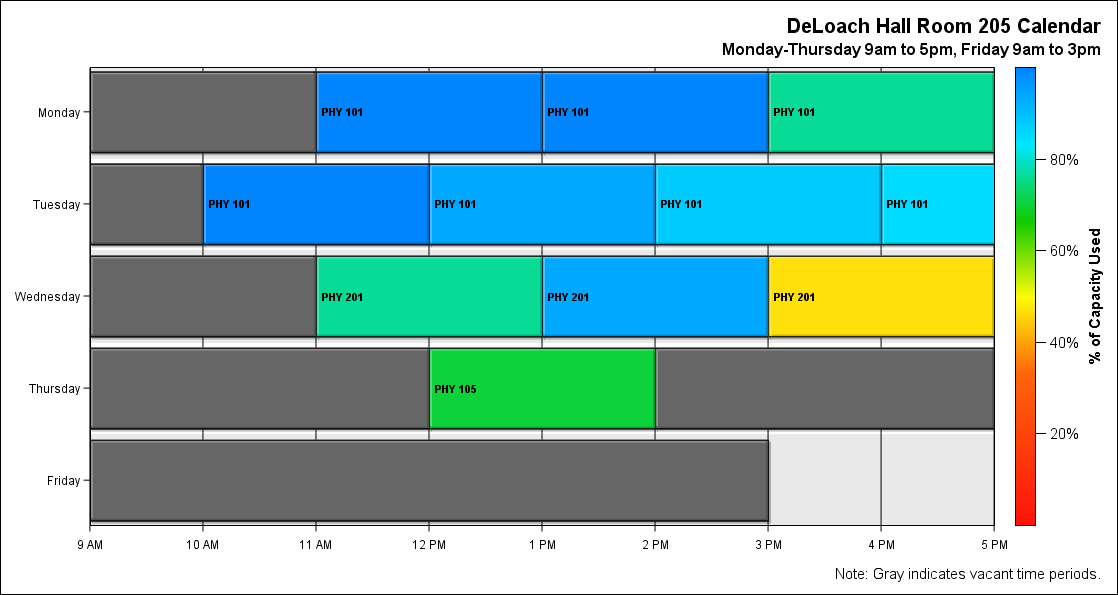 DeLoach Hall Room 205 Calendar
Monday-Thursday 9am to 5pm, Friday 9am to 3pm
Monday
PHY 101
PHY 101
PHY 101
Tuesday
PHY 101
PHY 101
PHY 101
PHY 101
Wednesday
PHY 201
PHY 201
PHY 201
Thursday
PHY 105
Friday
9 AM
10 AM
11 AM
12 PM
1 PM
2 PM
3 PM
4 PM
5 PM
80%
60%
40%
20%
% of Capacity Used
Note: Gray indicates vacant time periods.